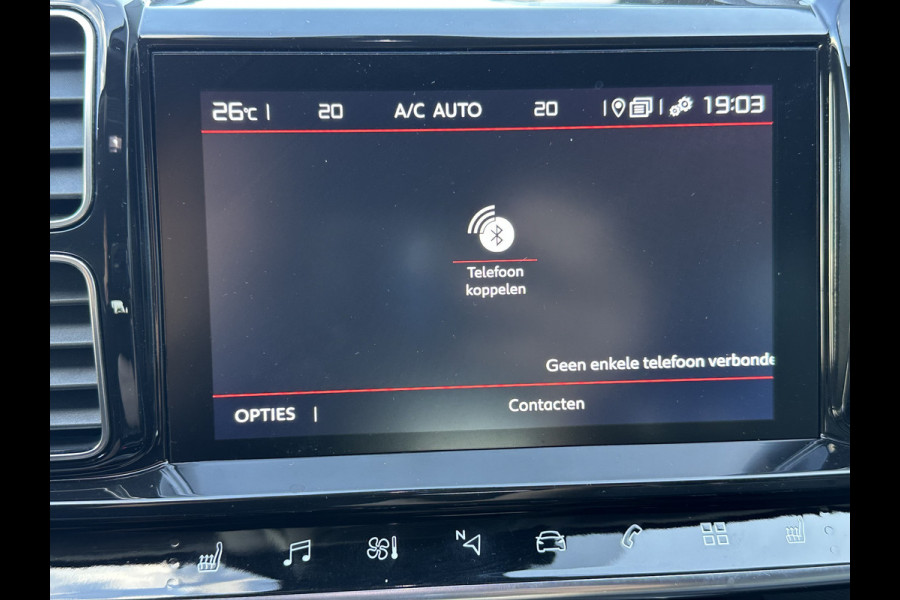 26°C | 20 A/C AUTO 20 | | 19:03
Telefoon
koppelen
Geen enkele telefoon verbonde
OPTIES | Contacten
N